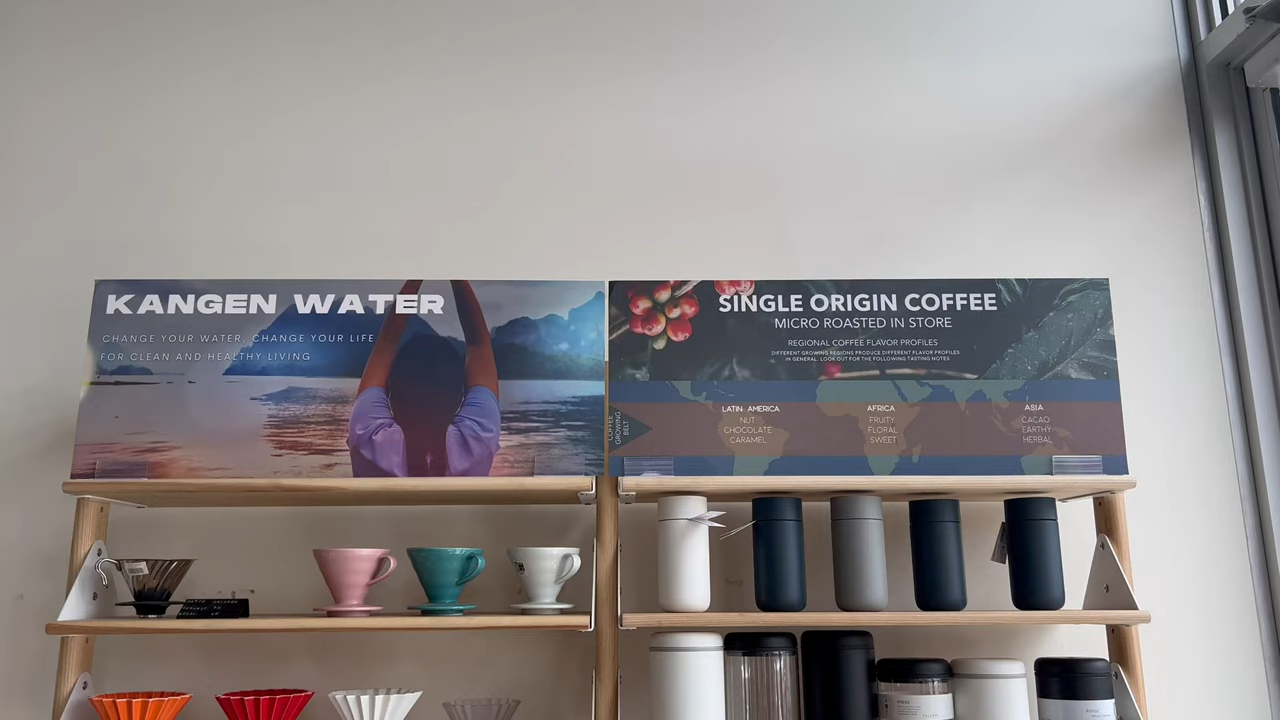 KANGEN WATER
CHANGE YOUR WATER, CHANGE YOUR LIFE
FOR CLEAN AND HEALTHY LIVING
SINGLE ORIGIN COFFEE
MICRO ROASTED IN STORE
REGIONAL COFFEE FLAVOR PROFILES
DIFFERENT GROWING REGIONS PRODUCE DIFFERENT FLAVOR PROFILES
IN GENERAL. LOOK OUT FOR THE FOLLOWING TASTING NOTES
COFFEE
GROWING
BELT
LATIN AMERICA
NUT
CHOCOLATE
CARAMEL
AFRICA
FRUITY
FLORAL
SWEET
ASIA
CACAO
EARTHY
HERBAL